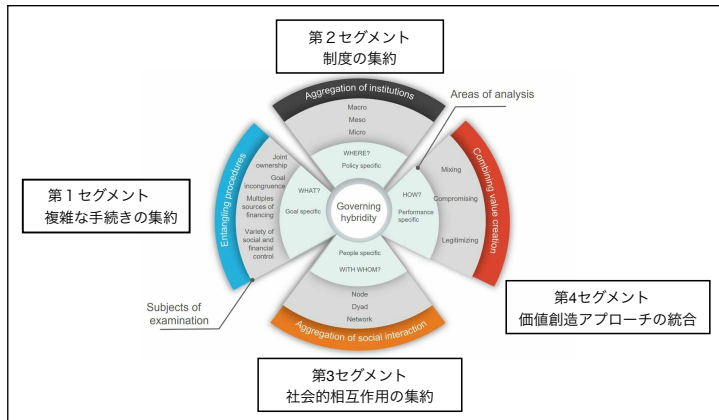 第２セグメント
制度の集約
Aggregation of institutions
Macro
Meso
Micro
WHERE?
Policy specific
Areas of analysis
第１セグメント
複雑な手続きの集約
Entangling procedures
Joint
ownership
Goal
incongruence
Multiples
sources of
financing
Variety of
social and
financial
control
WHAT?
Goal specific
Governing
hybridity
HOW?
Performance
specific
Mixing
Compromising
Legitimizing
Combining value creation
People specific
WITH WHOM?
Node
Dyad
Network
Aggregation of social interaction
Subjects of
examination
第4セグメント
価値創造アプローチの統合
第3セグメント
社会的相互作用の集約